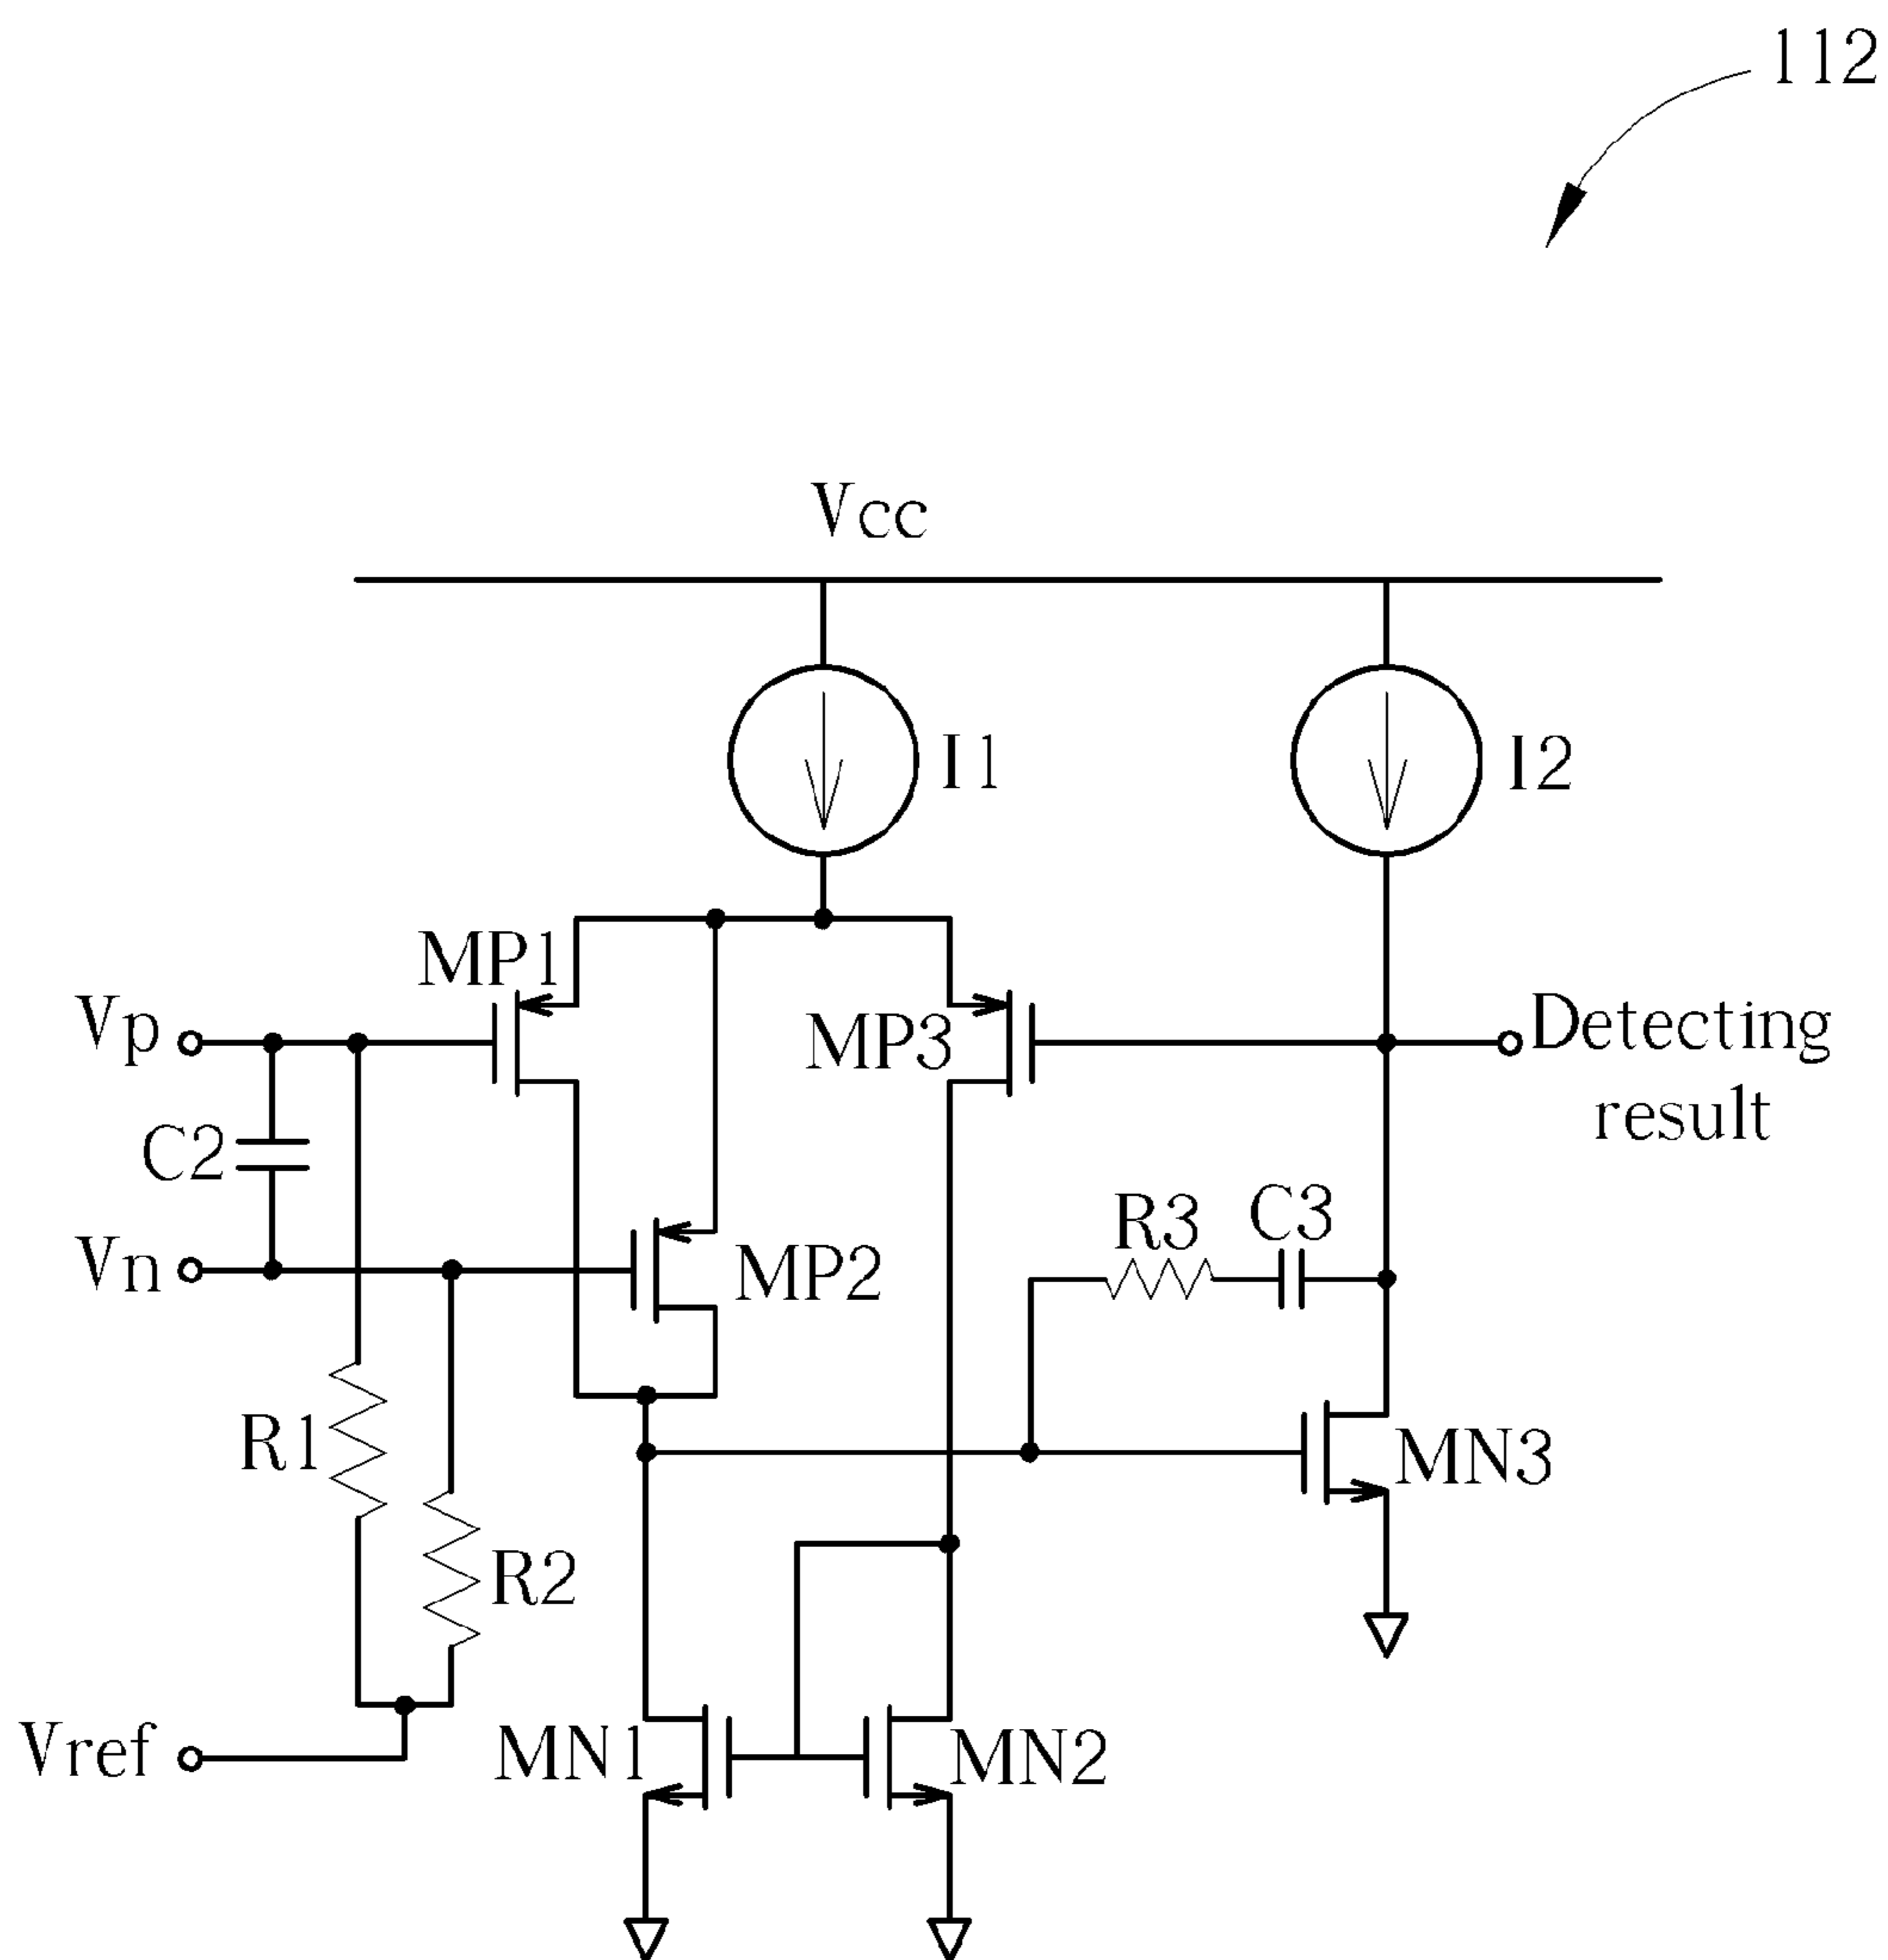 112
Vcc
I1
I2
MP1
Vp
MP3
Detecting
result
C2
R3
C3
Vn
MP2
R1
MN3
R2
Vref
MN1
MN2